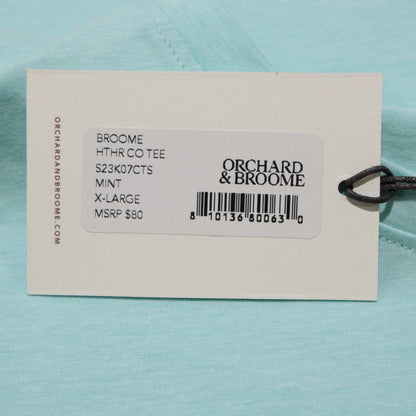 ORCHARDANDBROOME.COM
BROOME
HTHR CO TEE
S23K07CTS
MINT
X-LARGE
MSRP $80
ORCHARD
& BROOME
8 10136 80063 0